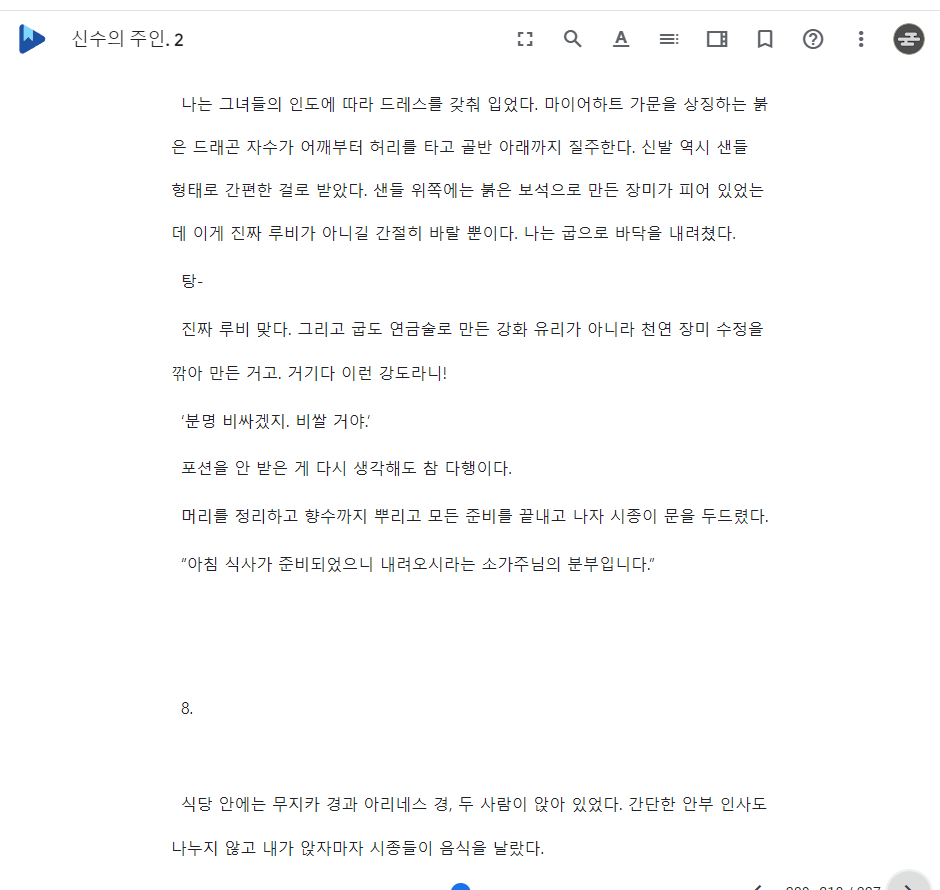 신수의 주인. 2
나는 그녀들의 인도에 따라 드레스를 갖춰 입었다. 마이어하트 가문을 상징하는 붉
은 드래곤 자수가 어깨부터 허리를 타고 골반 아래까지 질주한다. 신발 역시 샌들
형태로 간편한 걸로 받았다. 샌들 위쪽에는 붉은 보석으로 만든 장미가 피어 있었는
데 이게 진짜 루비가 아니길 간절히 바랄 뿐이다. 나는 굽으로 바닥을 내려쳤다.
탕-
진짜 루비 맞다. 그리고 굽도 연금술로 만든 강화 유리가 아니라 천연 장미 수정을
깎아 만든 거고. 거기다 이런 강도라니!
‘분명 비싸겠지. 비쌀 거야.’
포션을 안 받은 게 다시 생각해도 참 다행이다.
머리를 정리하고 향수까지 뿌리고 모든 준비를 끝내고 나자 시종이 문을 두드렸다.
“아침 식사가 준비되었으니 내려오시라는 소가주님의 분부입니다.”
8.
식당 안에는 무지카 경과 아리네스 경, 두 사람이 앉아 있었다. 간단한 안부 인사도
나누지 않고 내가 앉자마자 시종들이 음식을 날랐다.